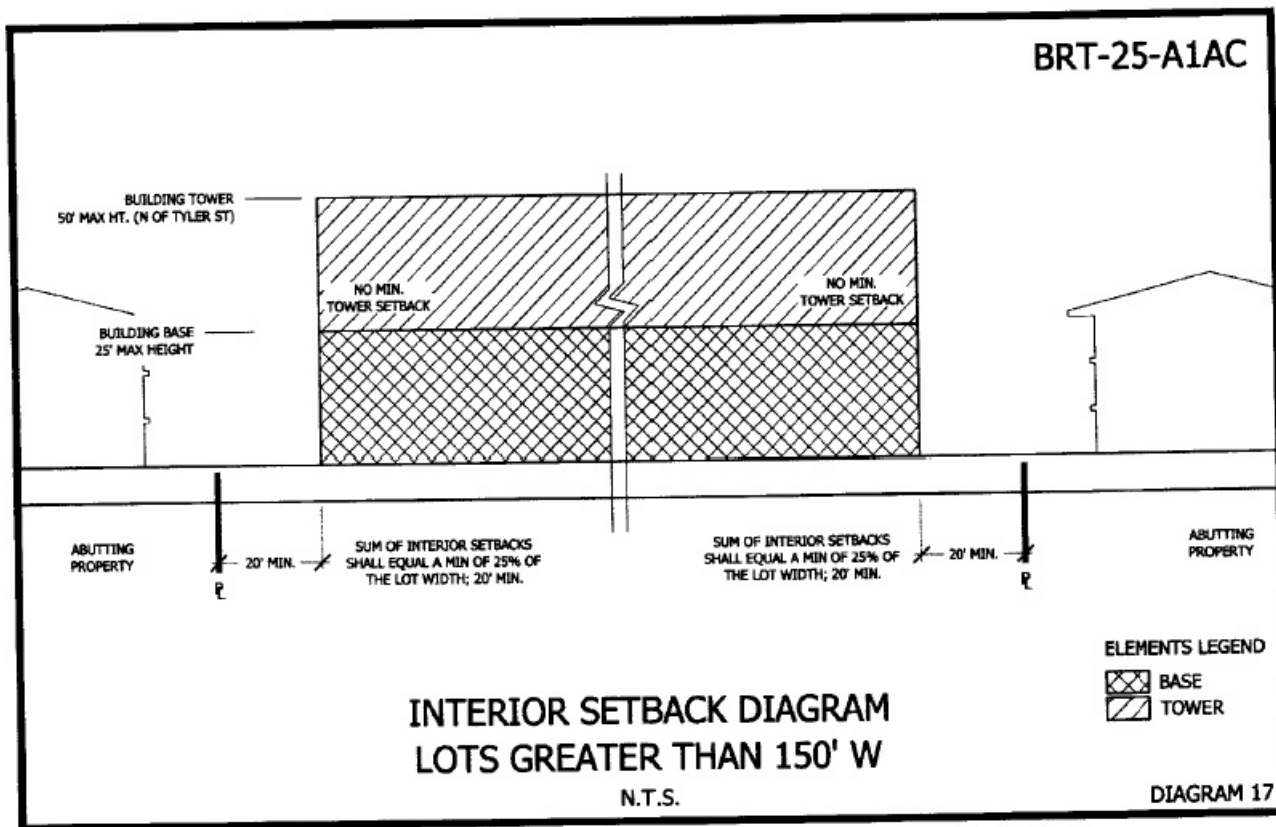 BRT-25-A1AC
BUILDING TOWER
50' MAX HT. (N OF TYLER ST)
NO MIN.
TOWER SETBACK
NO MIN.
TOWER SETBACK
BUILDING BASE
25' MAX HEIGHT
ABUTTING
PROPERTY
20' MIN.
SUM OF INTERIOR SETBACKS
SHALL EQUAL A MIN OF 25% OF
THE LOT WIDTH; 20' MIN.
SUM OF INTERIOR SETBACKS
SHALL EQUAL A MIN OF 25% OF
THE LOT WIDTH; 20' MIN.
20' MIN.
ABUTTING
PROPERTY
PL
PL
ELEMENTS LEGEND
BASE
TOWER
INTERIOR SETBACK DIAGRAM
LOTS GREATER THAN 150' W
N.T.S.
DIAGRAM 17